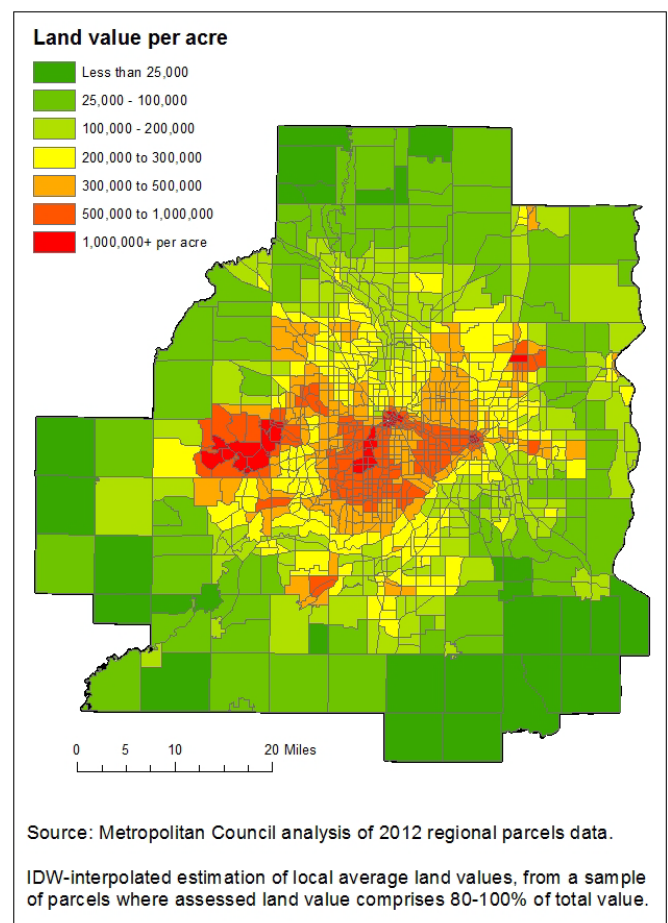 Land value per acre
Less than 25,000
25,000 - 100,000
100,000 - 200,000
200,000 to 300,000
300,000 to 500,000
500,000 to 1,000,000
1,000,000+ per acre
0 5 10 20 Miles
Source: Metropolitan Council analysis of 2012 regional parcels data.
IDW-interpolated estimation of local average land values, from a sample
of parcels where assessed land value comprises 80-100% of total value.